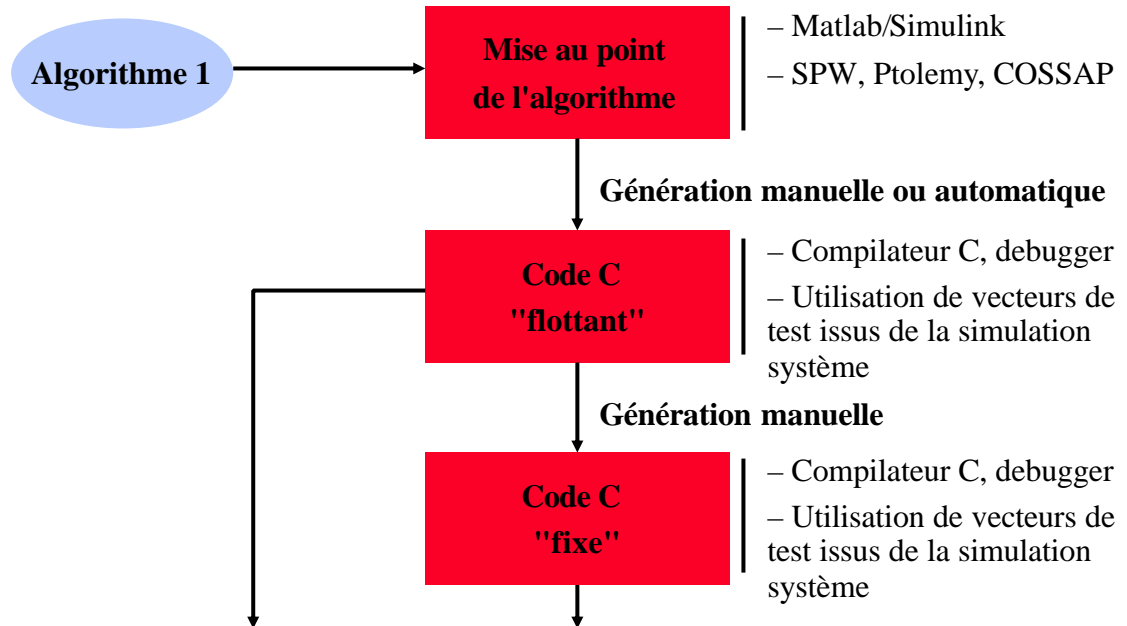 Algorithme 1
Mise au point
de l'algorithme
– Matlab/Simulink
– SPW, Ptolemy, COSSAP
Génération manuelle ou automatique
Code C
"flottant"
– Compilateur C, debugger
– Utilisation de vecteurs de
test issus de la simulation
système
Génération manuelle
Code C
"fixe"
– Compilateur C, debugger
– Utilisation de vecteurs de
test issus de la simulation
système